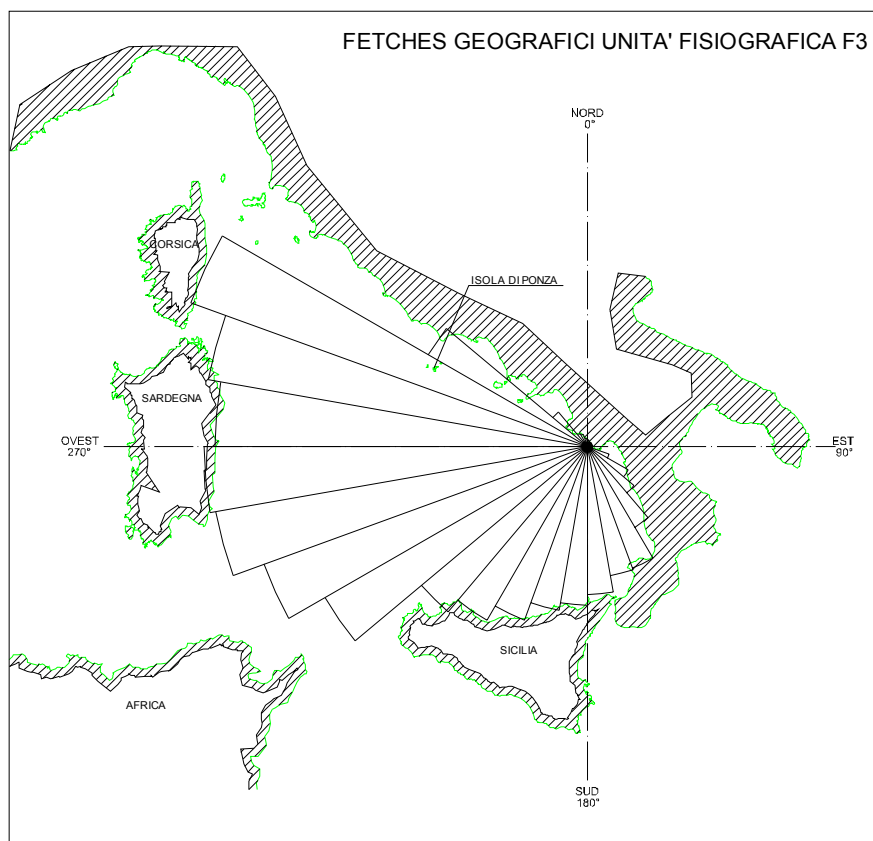 FETCHES GEOGRAFICI UNITA' FISIOGRAFICA F3
NORD
0°
CORSICA
ISOLA DI PONZA
SARDEGNA
OVEST
270°
EST
90°
SICILIA
AFRICA
SUD
180°